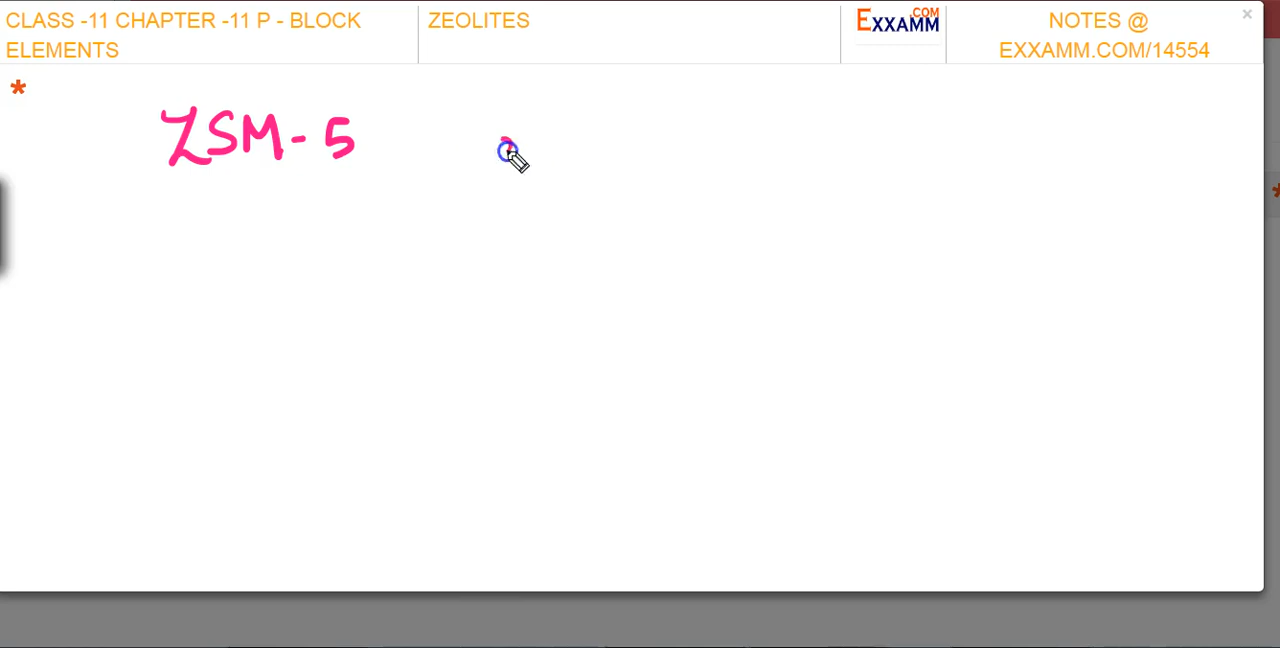 CLASS -11 CHAPTER -11 P - BLOCK
ELEMENTS
ZEOLITES
EXXAMM.COM
NOTES @
EXXAMM.COM/14554
×
*
ZSM - 5